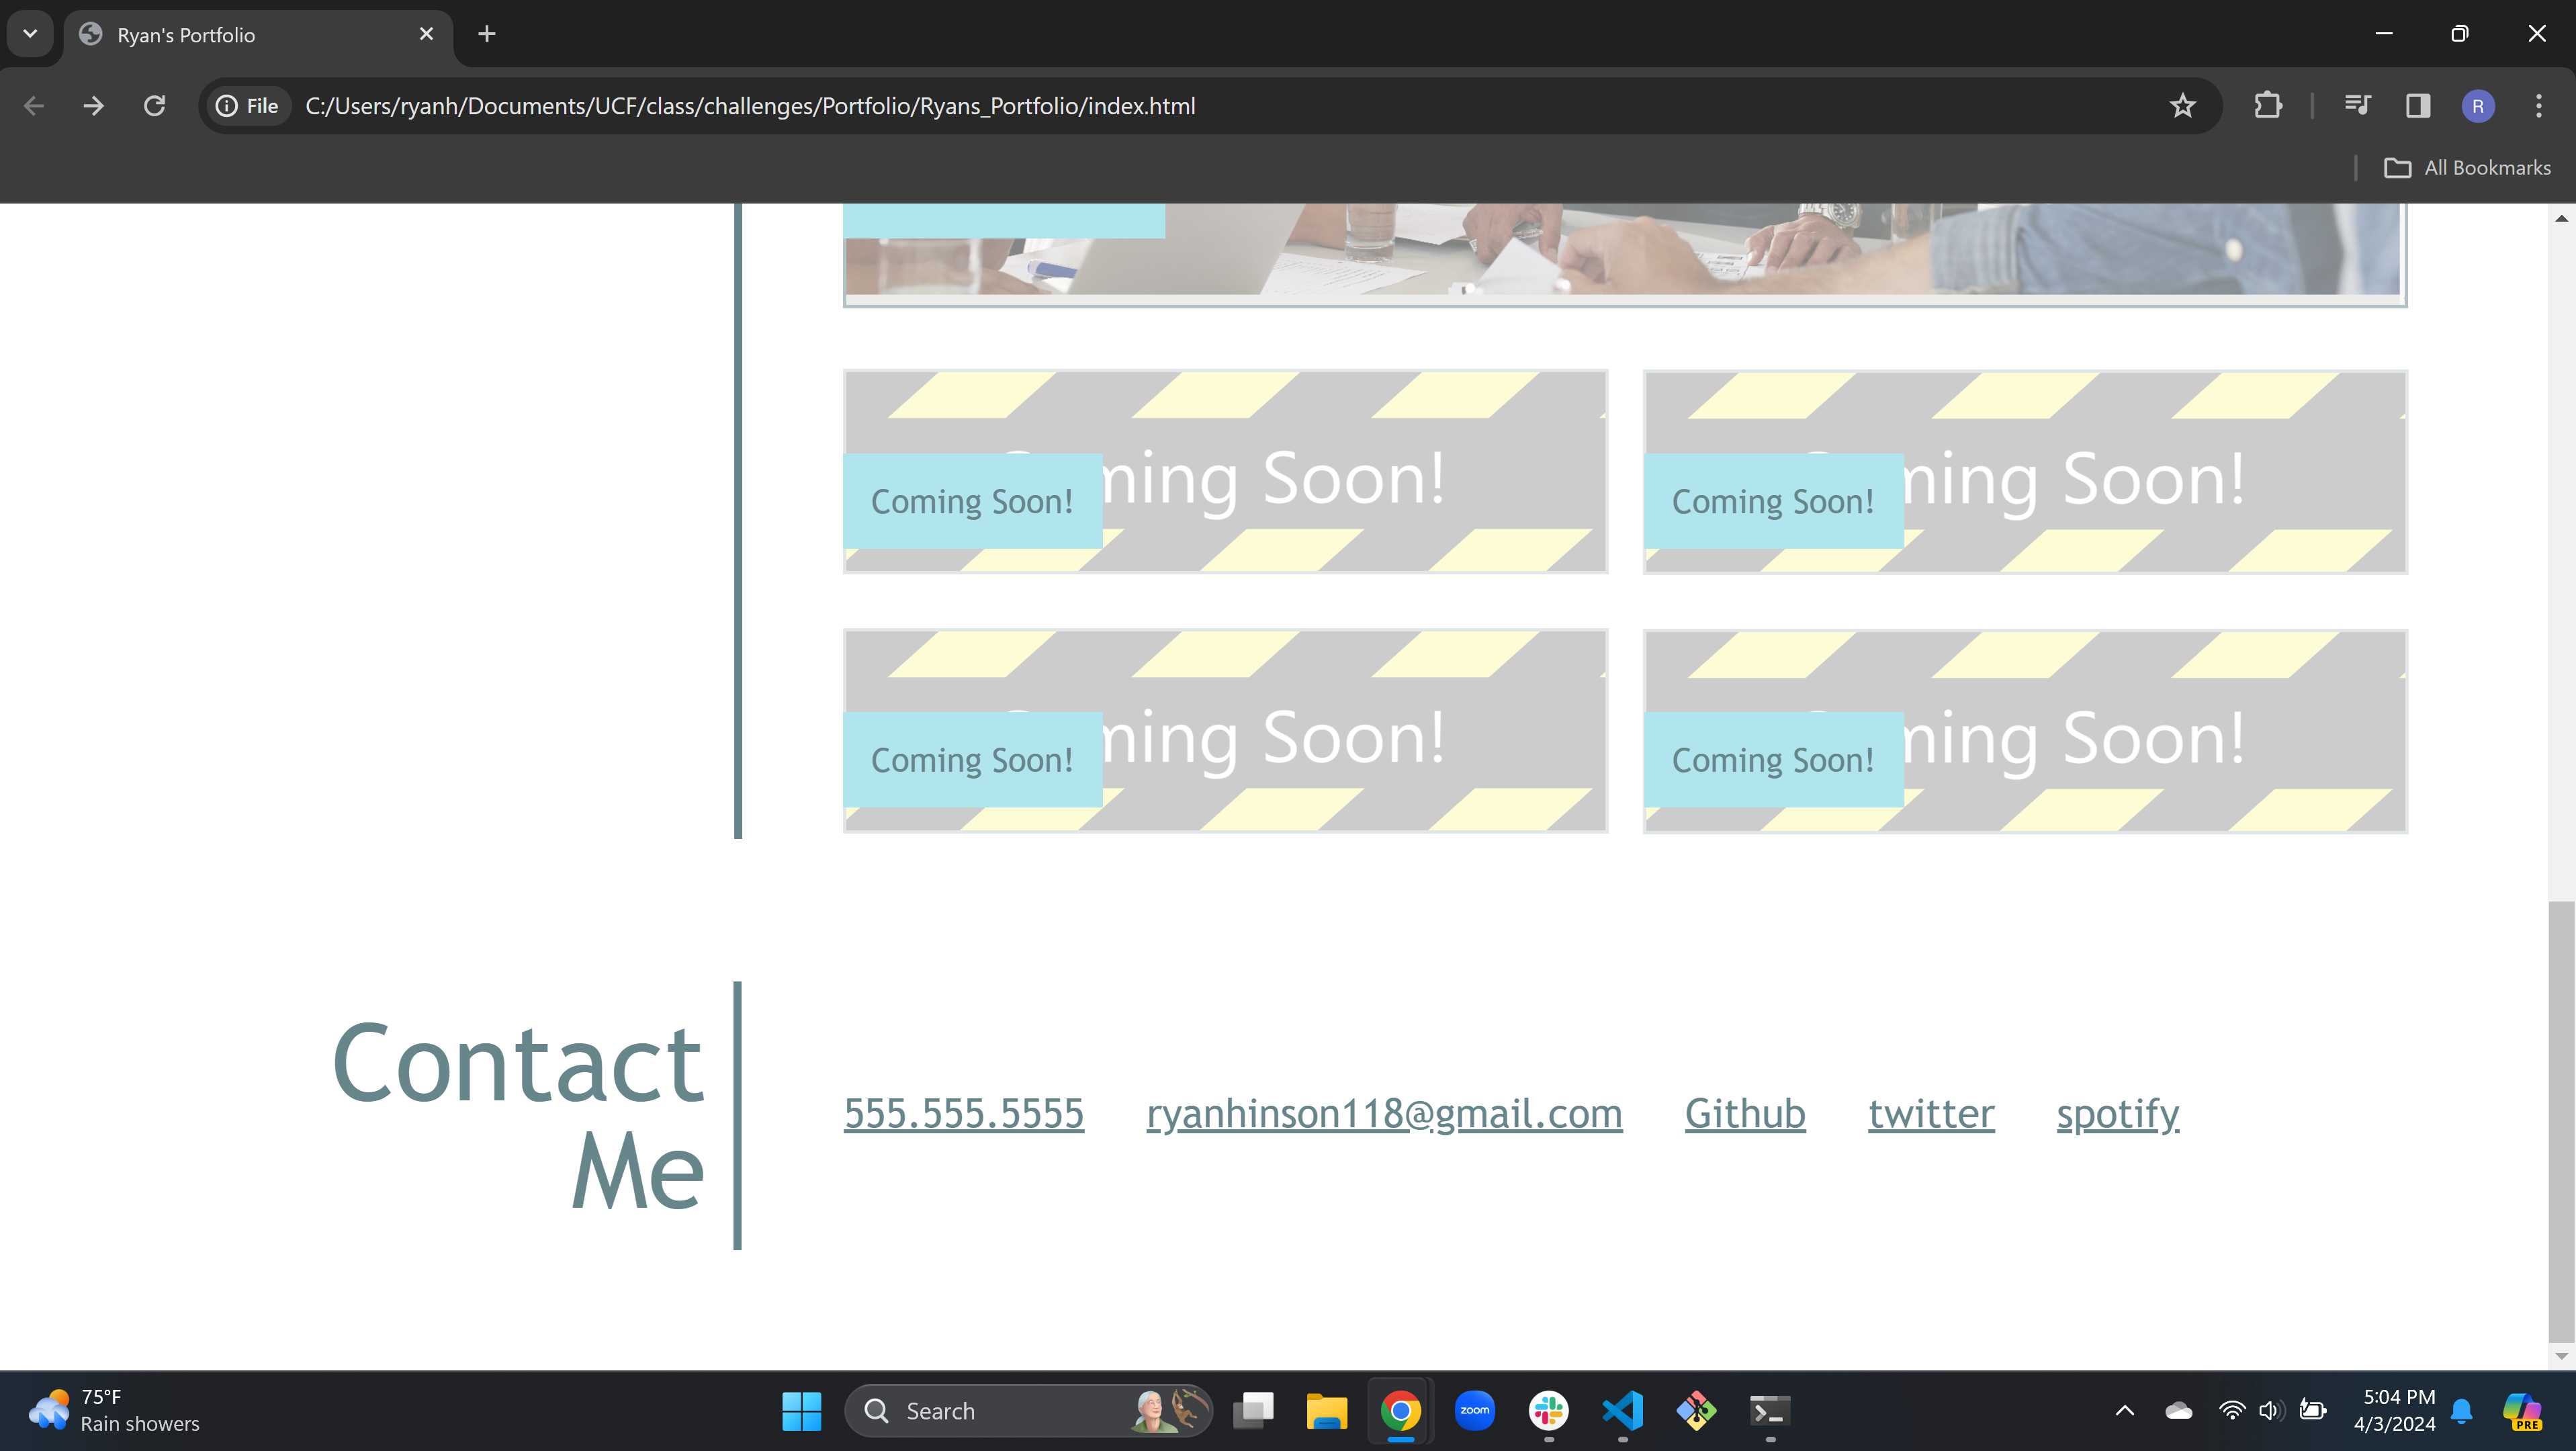 Ryan's Portfolio
File C:/Users/ryanh/Documents/UCF/class/challenges/Portfolio/Ryans_Portfolio/index.html R
All Bookmarks
ming Soon! ming Soon!
Coming Soon! Coming Soon!
ming Soon! ming Soon!
Coming Soon! Coming Soon!
Contact
Me
555.555.5555 ryanhinson118@gmail.com Github twitter spotify
75°F
Rain showers
Search
zoom
5:04 PM
4/3/2024
PRE